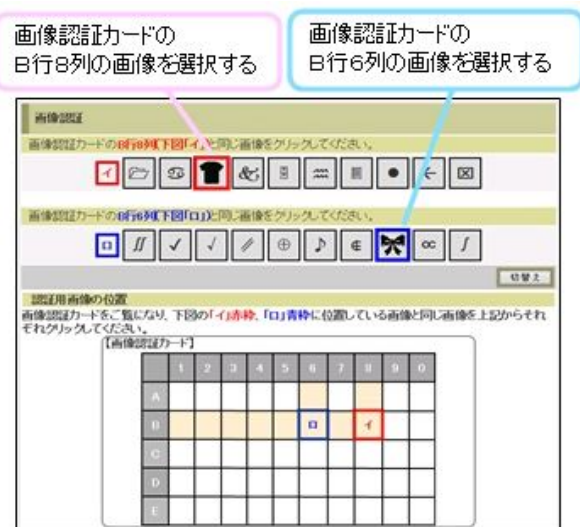 画像認証カードの
B行8列の画像を選択する
画像認証カードの
B行6列の画像を選択する
画像認証
画像認証カードのB行8列(下図「イ」)と同じ画像をクリックしてください。
イ
画像認証カードのB行6列(下図「ロ」)と同じ画像をクリックしてください。
ロ
切替え
認証用画像の位置
画像認証カードをご覧になり、下図の「イ」赤枠、「ロ」青枠に位置している画像と同じ画像を上記からそれ
ぞれクリックしてください。
【画像認証カード】
1 2 3 4 5 6 7 8 9 0
A
B ロ イ
C
D
E